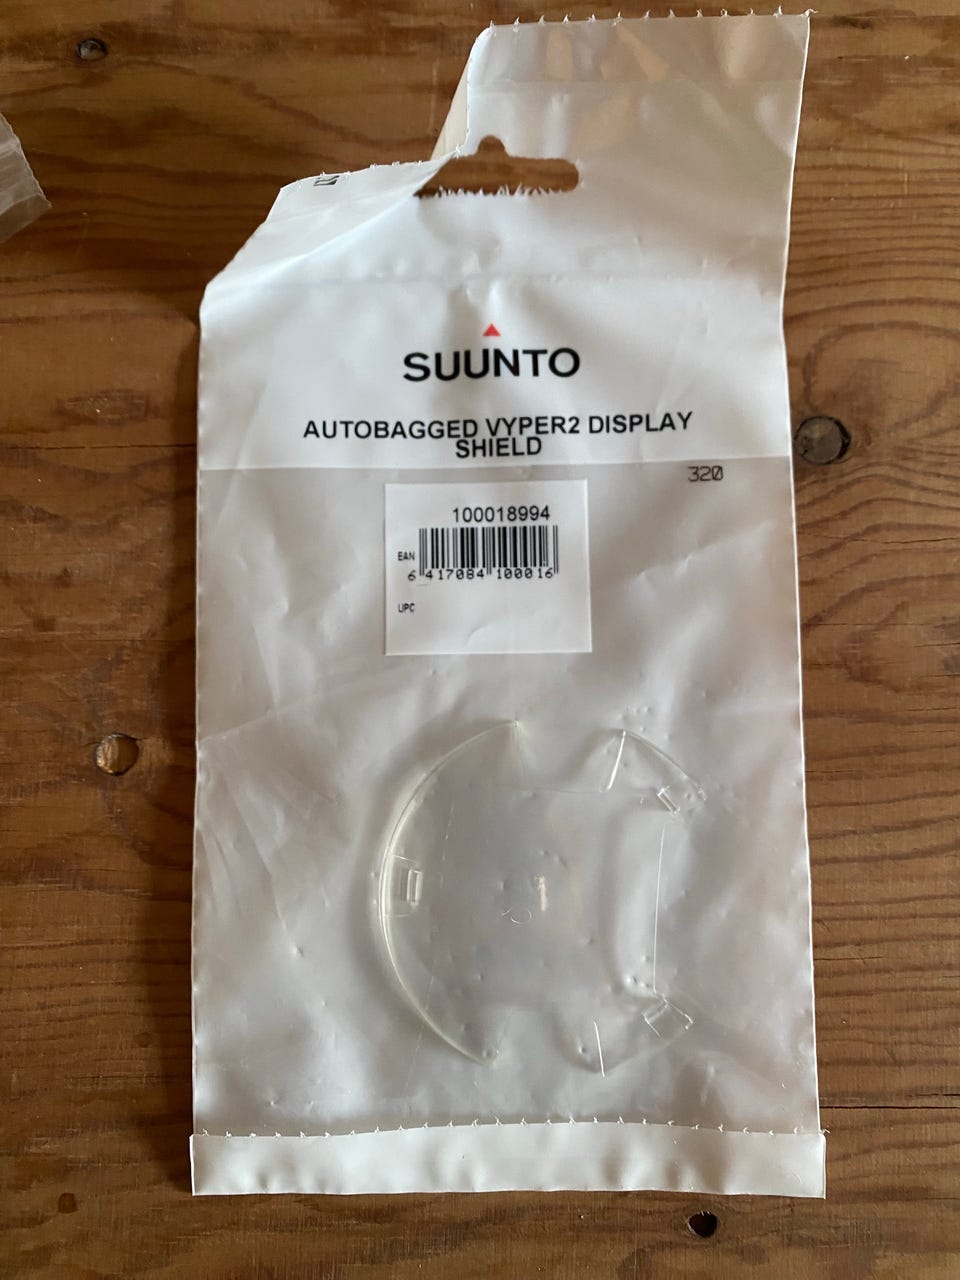 SUUNTO
AUTOBAGGED VYPER2 DISPLAY
SHIELD
320
100018994
EAN
6 417084 100016
UPC